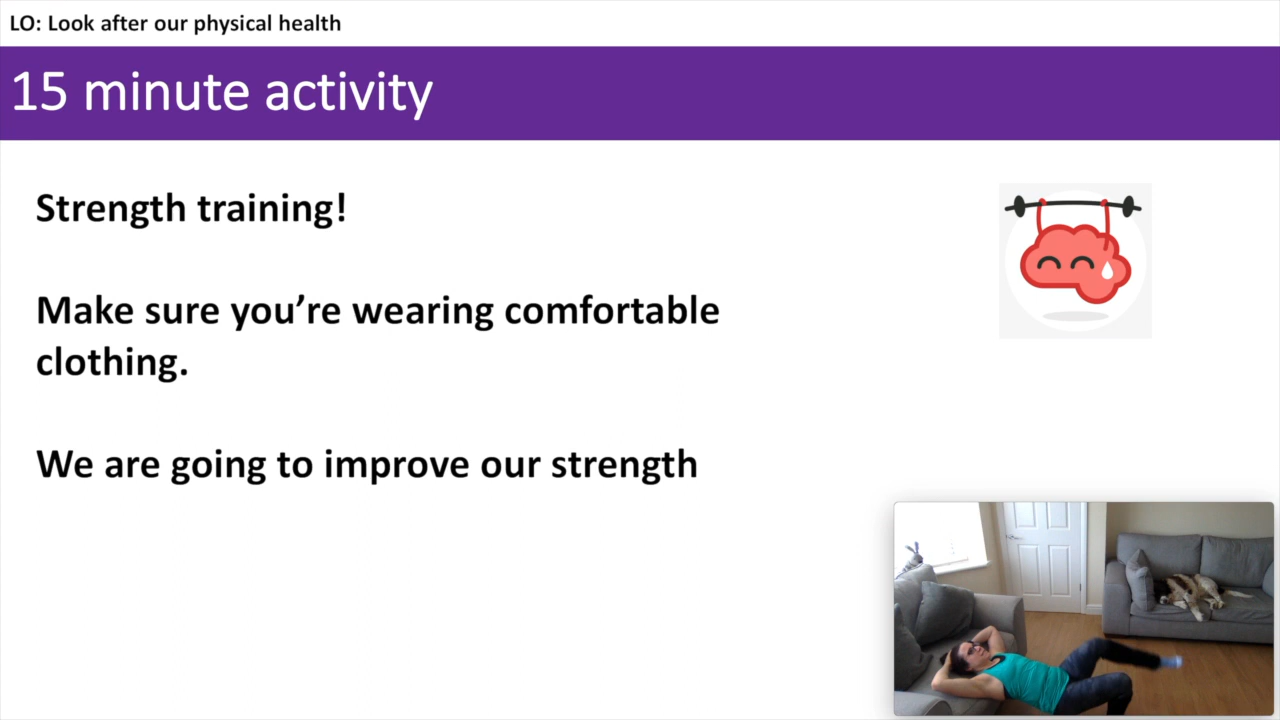 LO: Look after our physical health
15 minute activity
Strength training!
Make sure you’re wearing comfortable
clothing.
We are going to improve our strength